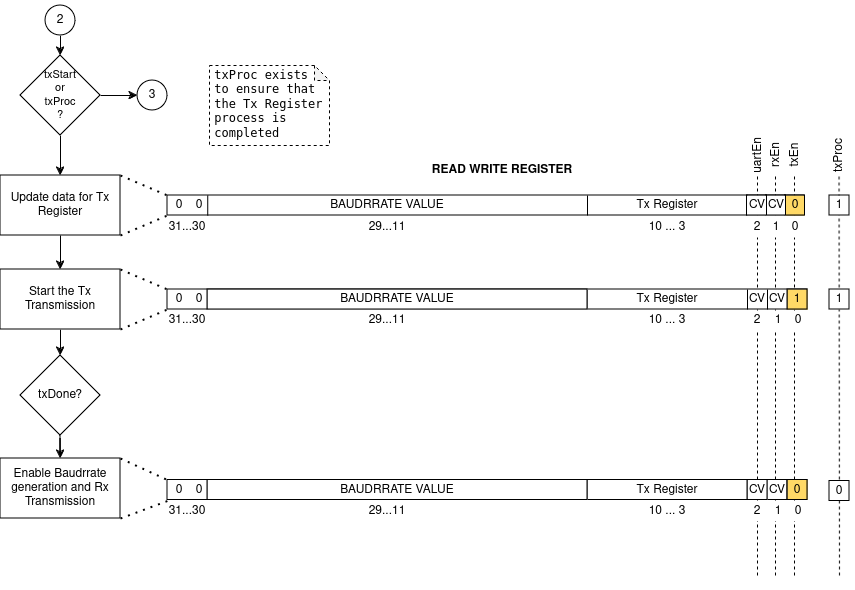 2
txStart
or
txProc
?
3
txProc exists
to ensure that
the Tx Register
process is
completed
READ WRITE REGISTER
uartEn
rxEn
txEn
txProc
Update data for Tx
Register
0 0 BAUDRRATE VALUE Tx Register CV CV 0 1
31...30 29...11 10 ... 3 2 1 0
Start the Tx
Transmission
0 0 BAUDRRATE VALUE Tx Register CV CV 1 1
31...30 29...11 10 ... 3 2 1 0
txDone?
Enable Baudrrate
generation and Rx
Transmission
0 0 BAUDRRATE VALUE Tx Register CV CV 0 0
31...30 29...11 10 ... 3 2 1 0